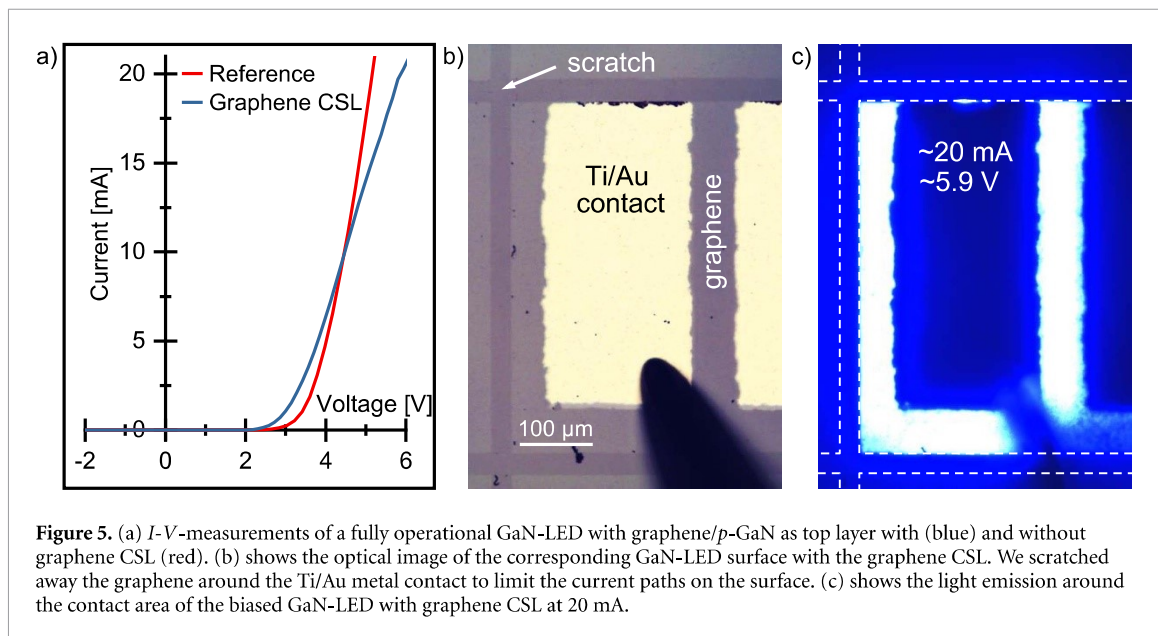 a)
20
15
10
5
0
Current [mA]
Reference
Graphene CSL
Voltage [V]
-2
0
2
4
6
b)
scratch
Ti/Au
contact
graphene
100 µm
c)
~20 mA
~5.9 V
Figure 5. (a) I-V-measurements of a fully operational GaN-LED with graphene/p-GaN as top layer with (blue) and without
graphene CSL (red). (b) shows the optical image of the corresponding GaN-LED surface with the graphene CSL. We scratched
away the graphene around the Ti/Au metal contact to limit the current paths on the surface. (c) shows the light emission around
the contact area of the biased GaN-LED with graphene CSL at 20 mA.